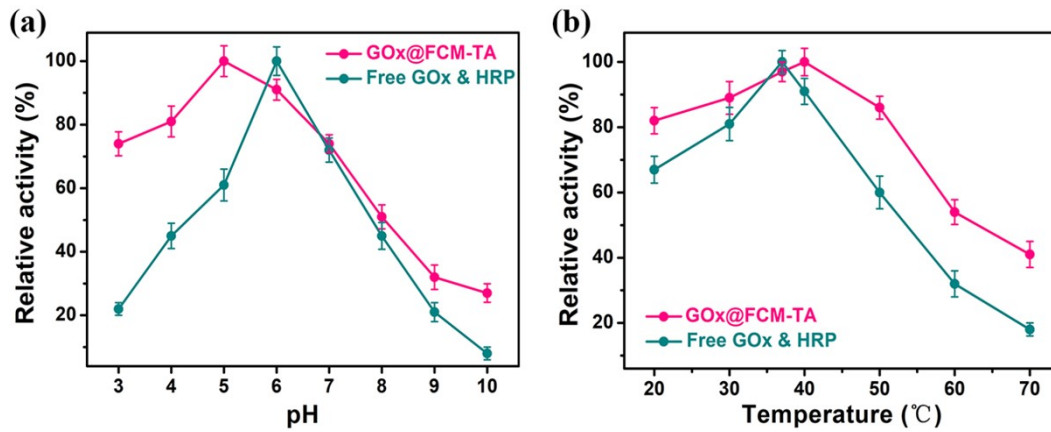 (a)
GOx@FCM-TA
Free GOx & HRP
Relative activity (%)
100
80
60
40
20
3 4 5 6 7 8 9 10
pH
(b)
Relative activity (%)
100
80
60
40
20
GOx@FCM-TA
Free GOx & HRP
20 30 40 50 60 70
Temperature (℃)